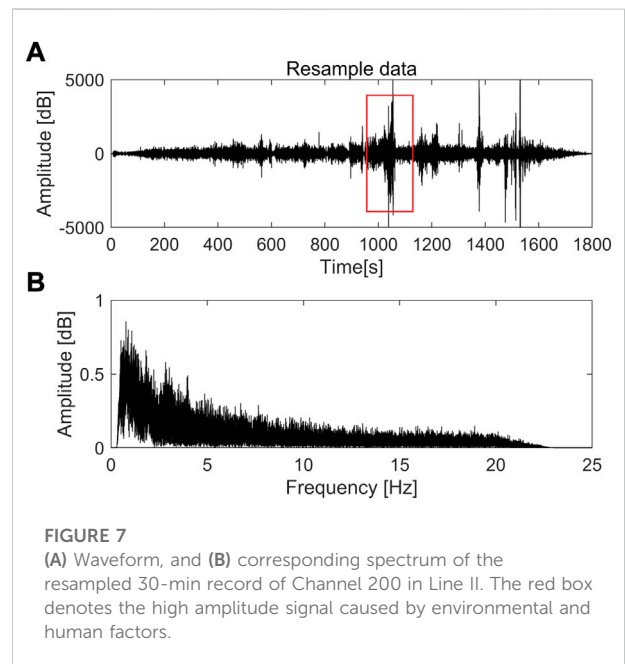 A
Resample data
5000
0
-5000
Amplitude [dB]
0 200 400 600 800 1000 1200 1400 1600 1800
Time[s]
B
1
0.5
0
Amplitude [dB]
0 5 10 15 20 25
Frequency [Hz]
FIGURE 7
(A) Waveform, and (B) corresponding spectrum of the
resampled 30-min record of Channel 200 in Line II. The red box
denotes the high amplitude signal caused by environmental and
human factors.